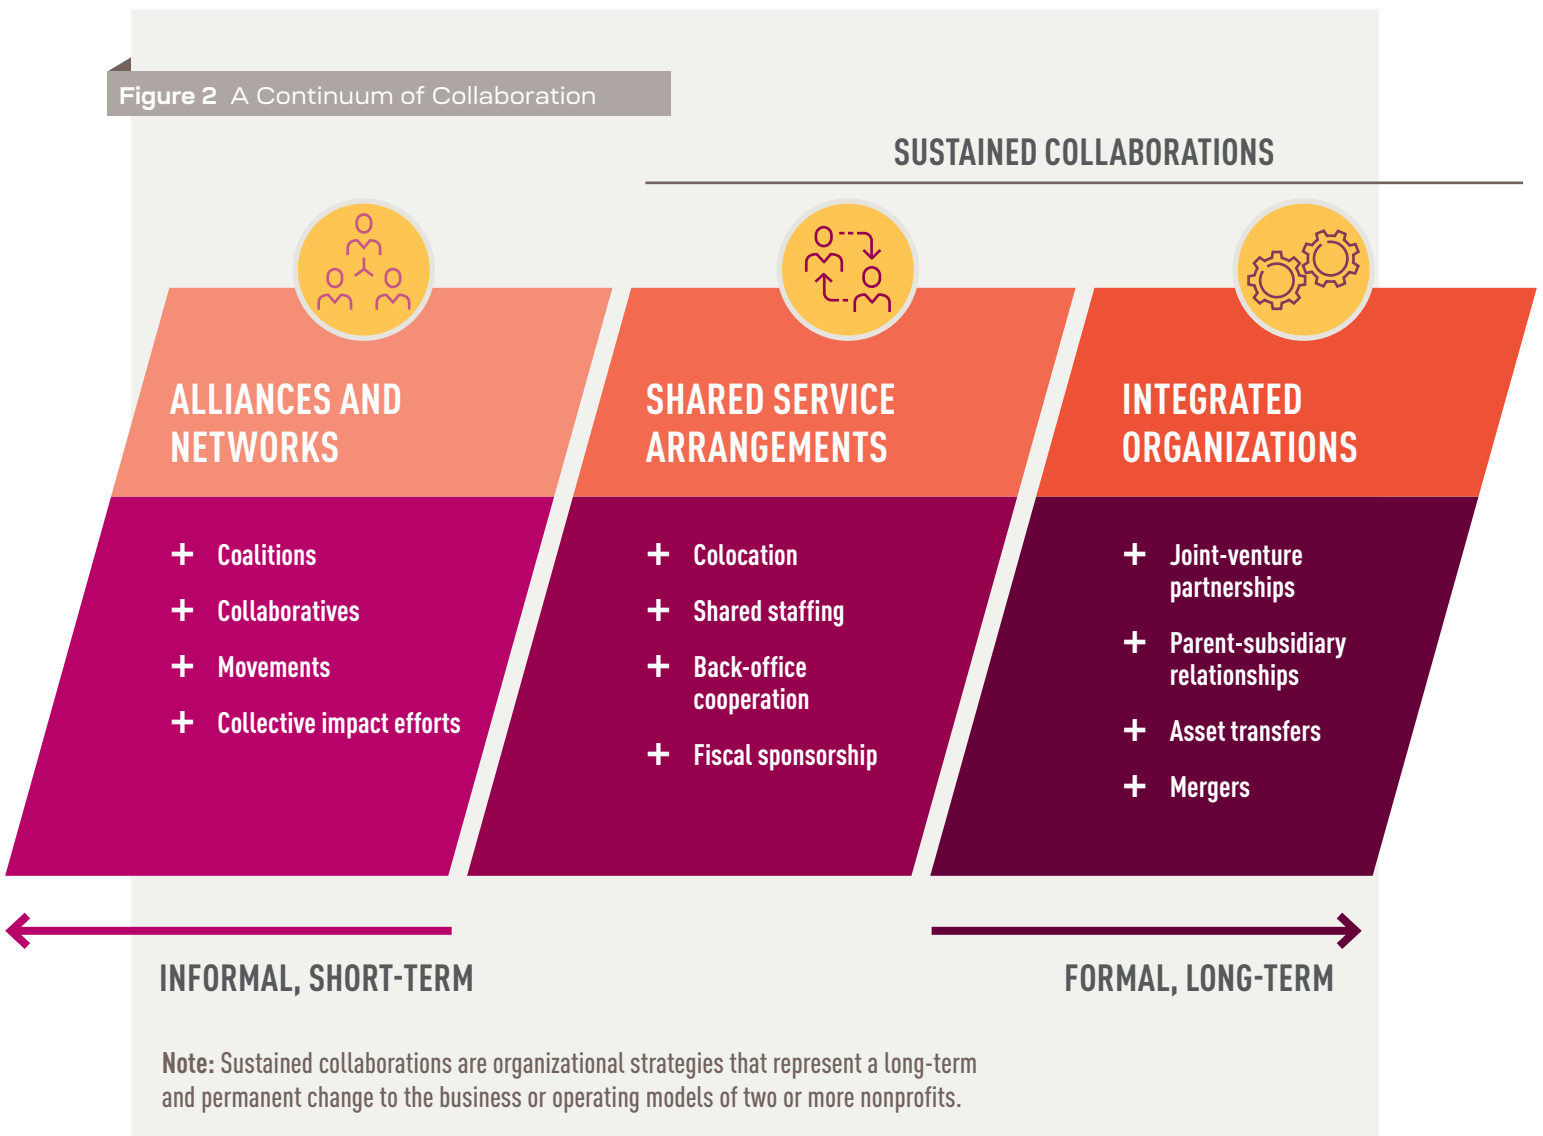 Figure 2 A Continuum of Collaboration
SUSTAINED COLLABORATIONS
ALLIANCES AND
NETWORKS
+ Coalitions
+ Collaboratives
+ Movements
+ Collective impact efforts
SHARED SERVICE
ARRANGEMENTS
+ Colocation
+ Shared staffing
+ Back-office
cooperation
+ Fiscal sponsorship
INTEGRATED
ORGANIZATIONS
+ Joint-venture
partnerships
+ Parent-subsidiary
relationships
+ Asset transfers
+ Mergers
INFORMAL, SHORT-TERM
FORMAL, LONG-TERM
Note: Sustained collaborations are organizational strategies that represent a long-term
and permanent change to the business or operating models of two or more nonprofits.